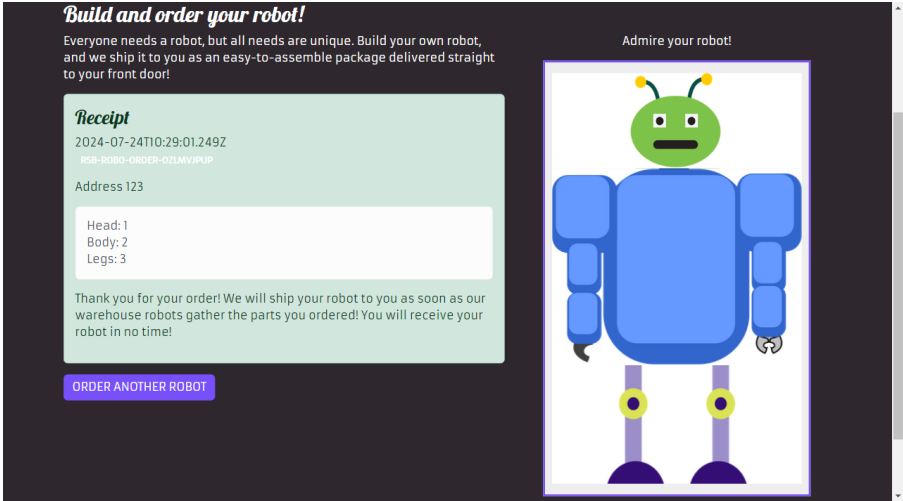 Build and order your robot!
Everyone needs a robot, but all needs are unique. Build your own robot,
and we ship it to you as an easy-to-assemble package delivered straight
to your front door!
Receipt
2024-07-24T10:29:01.249Z
RSB-ROBO-ORDER-OZLMVJPUP
Address 123
Head: 1
Body: 2
Legs: 3
Thank you for your order! We will ship your robot to you as soon as our
warehouse robots gather the parts you ordered! You will receive your
robot in no time!
ORDER ANOTHER ROBOT
Admire your robot!